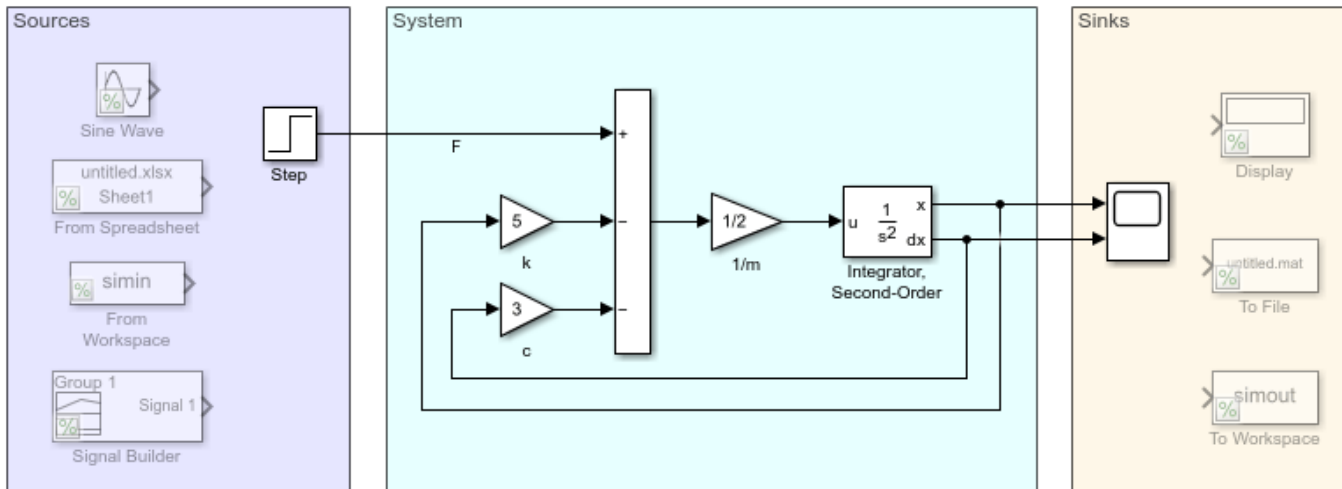 Sources
Sine Wave
untitled.xlsx
Sheet1
%
From Spreadsheet
simin
%
From
Workspace
Group 1
Signal 1
%
Signal Builder
%
Step
System
F
+
5
−
k
3
−
c
1/2
1/m
u
1
s2
x
dx
Integrator,
Second-Order
Sinks
%
Display
untitled.mat
%
To File
simout
%
To Workspace